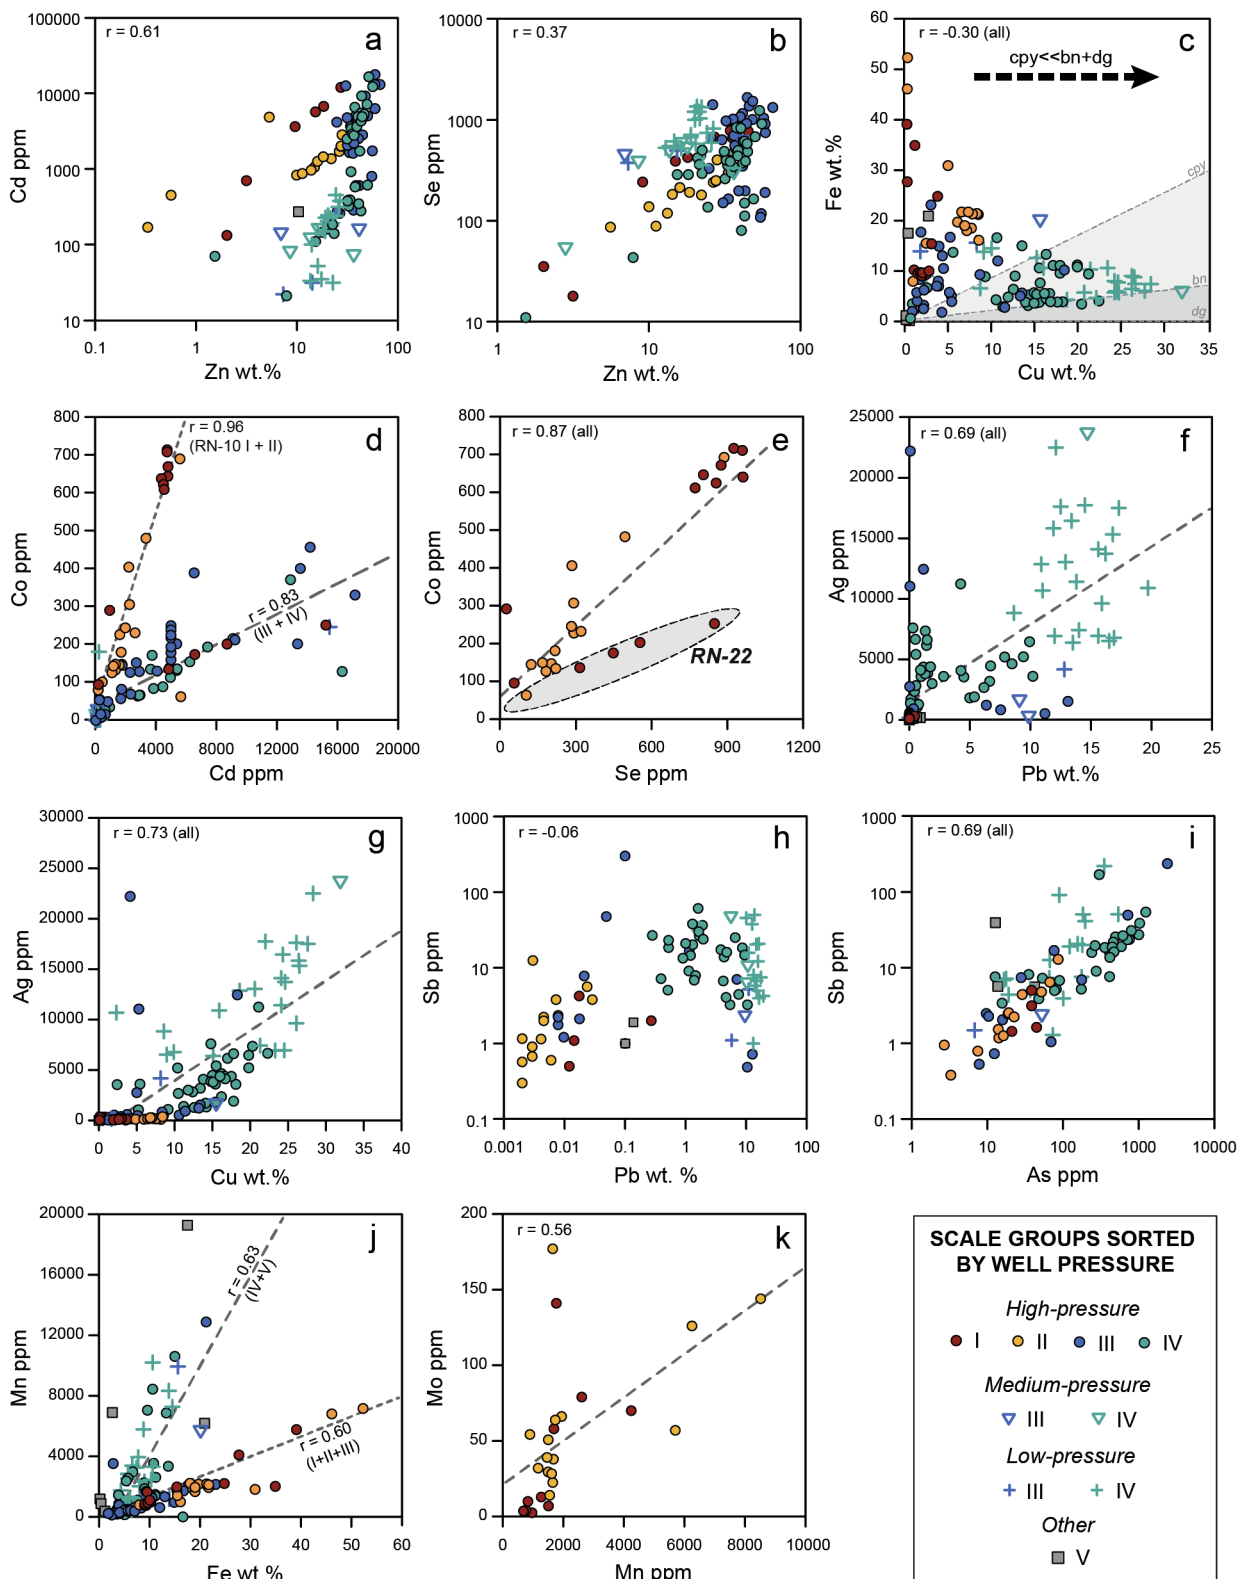 r = 0.61
a
100000
10000
1000
100
10
0.1
1
10
100
Cd ppm
Zn wt.%
r = 0.37
b
10000
1000
100
10
1
10
100
Se ppm
Zn wt.%
r = -0.30 (all)
c
cpy<<bn+dg
cpy
bn
dg
60
50
40
30
20
10
0
0
5
10
15
20
25
30
35
Fe wt.%
Cu wt.%
r = 0.96
(RN-10 I + II)
d
r = 0.83
(III + IV)
800
700
600
500
400
300
200
100
0
0
4000
8000
12000
16000
20000
Co ppm
Cd ppm
r = 0.87 (all)
e
RN-22
800
700
600
500
400
300
200
100
0
0
300
600
900
1200
Co ppm
Se ppm
r = 0.69 (all)
f
25000
20000
15000
10000
5000
0
0
5
10
15
20
25
Ag ppm
Pb wt.%
r = 0.73 (all)
g
30000
25000
20000
15000
10000
5000
0
0
5
10
15
20
25
30
35
40
Ag ppm
Cu wt.%
r = -0.06
h
1000
100
10
1
0.1
0.001
0.01
0.1
1
10
100
Sb ppm
Pb wt. %
r = 0.69 (all)
i
1000
100
10
1
0.1
1
10
100
1000
10000
Sb ppm
As ppm
j
r = 0.63
(IV+V)
r = 0.60
(I+II+III)
20000
16000
12000
8000
4000
0
0
10
20
30
40
50
60
Mn ppm
Fe wt.%
r = 0.56
k
200
150
100
50
0
0
2000
4000
6000
8000
10000
Mo ppm
Mn ppm
SCALE GROUPS SORTED
BY WELL PRESSURE
High-pressure
I II III IV
Medium-pressure
III IV
Low-pressure
III IV
Other
V